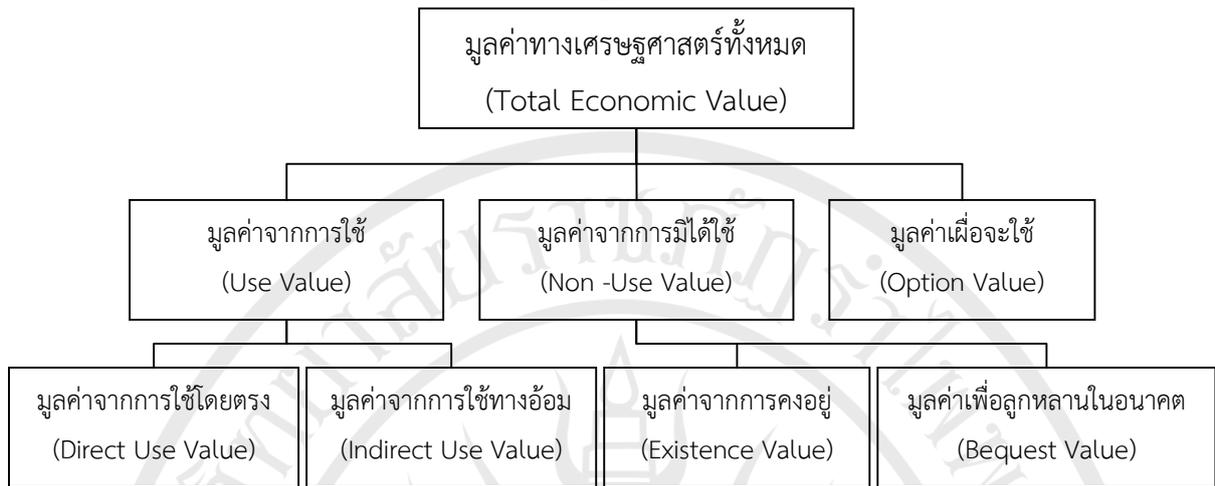 มูลค่าทางเศรษฐศาสตร์ทั้งหมด
(Total Economic Value)
มูลค่าจากการใช้
(Use Value)
มูลค่าจากการมิได้ใช้
(Non -Use Value)
มูลค่าเผื่อจะใช้
(Option Value)
มูลค่าจากการใช้โดยตรง
(Direct Use Value)
มูลค่าจากการใช้ทางอ้อม
(Indirect Use Value)
มูลค่าจากการคงอยู่
(Existence Value)
มูลค่าเพื่อลูกหลานในอนาคต
(Bequest Value)